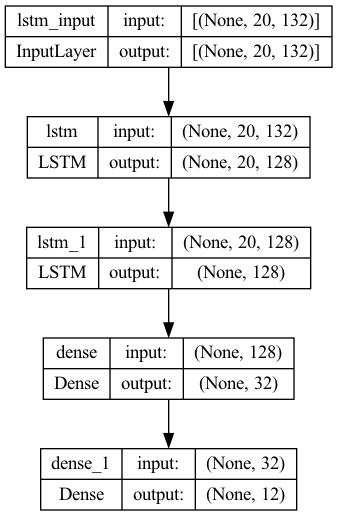 lstm_input input: [(None, 20, 132)]
InputLayer output: [(None, 20, 132)]
lstm input: (None, 20, 132)
LSTM output: (None, 20, 128)
lstm_1 input: (None, 20, 128)
LSTM output: (None, 128)
dense input: (None, 128)
Dense output: (None, 32)
dense_1 input: (None, 32)
Dense output: (None, 12)